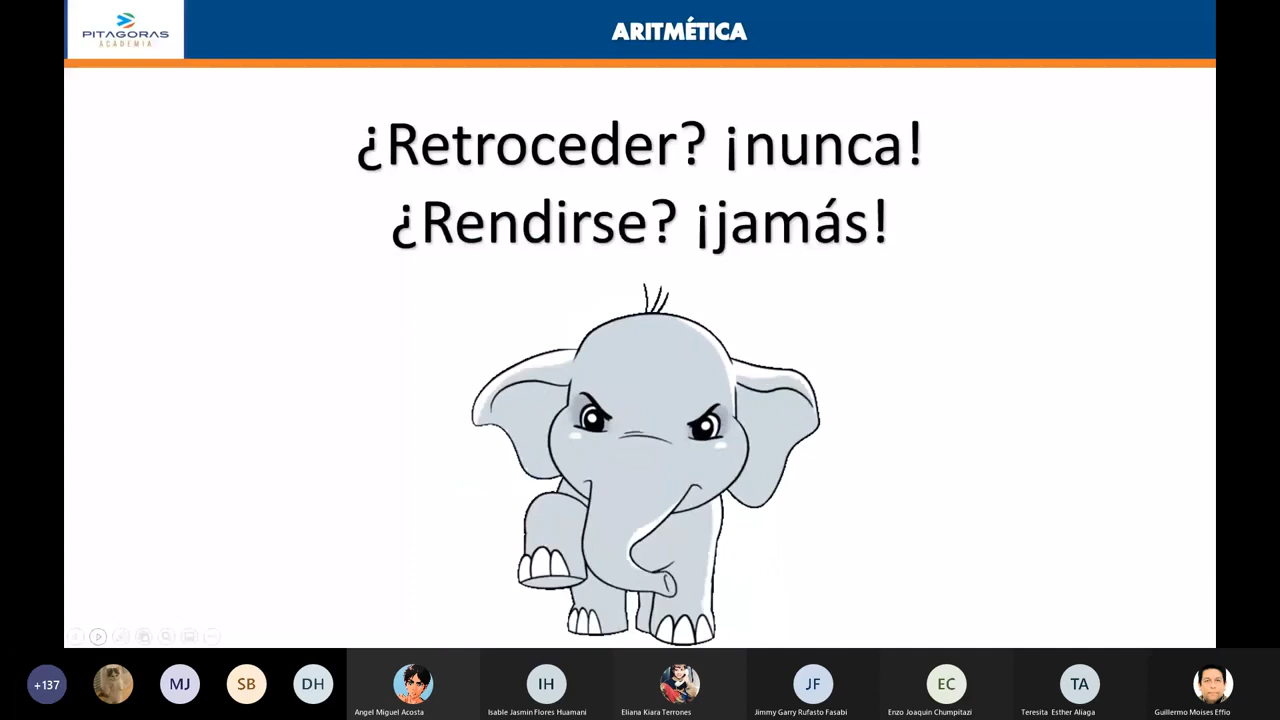 PITAGORAS
ACADEMIA
ARITMÉTICA
¿Retroceder? ¡nunca!
¿Rendirse? ¡jamás!
+137
MJ
SB
DH
Angel Miguel Acosta
IH
Isable Jasmin Flores Huamani
Eliana Kiara Terrones
JF
Jimmy Garry Rufasto Fasabi
EC
Enzo Joaquin Chumpitazi
TA
Teresita Esther Aliaga
Guillermo Moises Effio